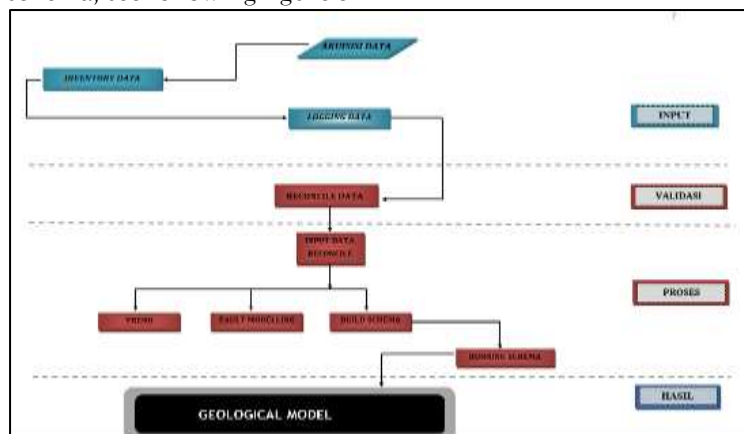 AKUISISI DATA
INVENTORY DATA
LOGGING DATA
INPUT
RECONCILE DATA
VALIDASI
INPUT DATA
RECONCILE
PROSES
TREND
FAULT MODELLING
BUILD SCHEMA
RUNNING SCHEMA
HASIL
GEOLOGICAL MODEL